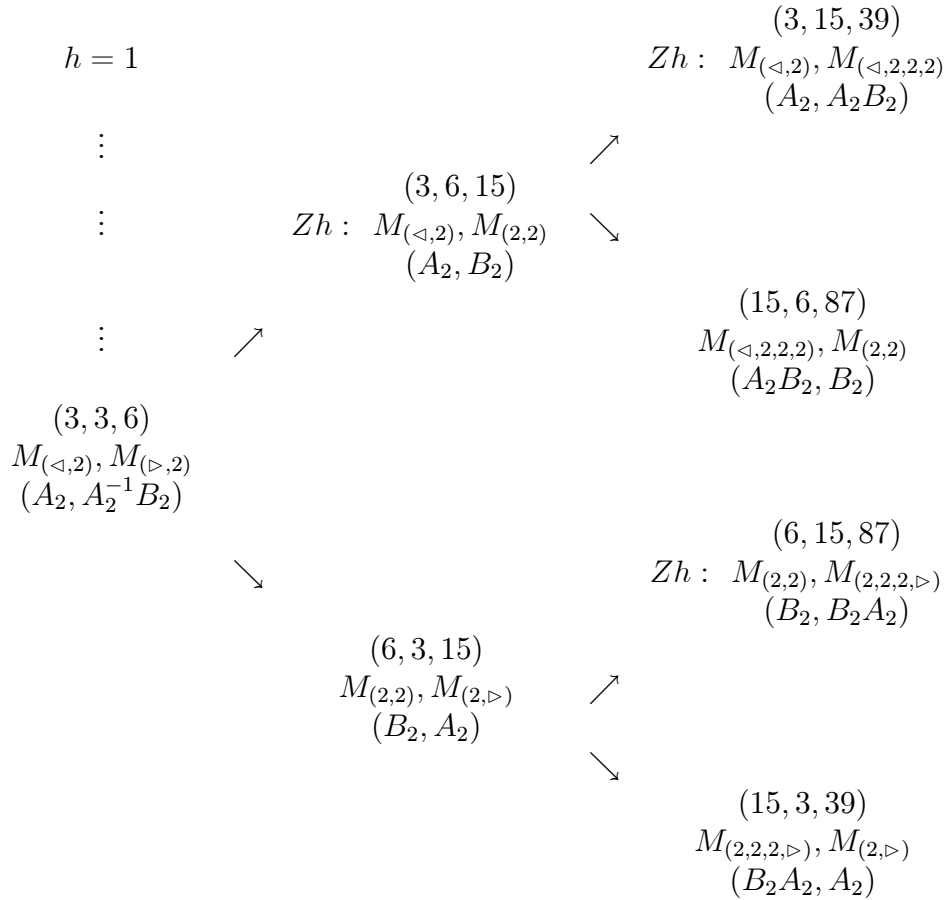 h = 1
⋮
⋮
⋮
(3, 3, 6)
M_{(◁,2)}, M_{(▷,2)}
(A_2, A_2^{-1}B_2)
↗
↘
(3, 6, 15)
Zh : M_{(◁,2)}, M_{(2,2)}
(A_2, B_2)
↗
↘
(6, 3, 15)
M_{(2,2)}, M_{(2,▷)}
(B_2, A_2)
↗
↘
(3, 15, 39)
Zh : M_{(◁,2)}, M_{(◁,2,2,2)}
(A_2, A_2B_2)
(15, 6, 87)
M_{(◁,2,2,2)}, M_{(2,2)}
(A_2B_2, B_2)
(6, 15, 87)
Zh : M_{(2,2)}, M_{(2,2,2,▷)}
(B_2, B_2A_2)
(15, 3, 39)
M_{(2,2,2,▷)}, M_{(2,▷)}
(B_2A_2, A_2)